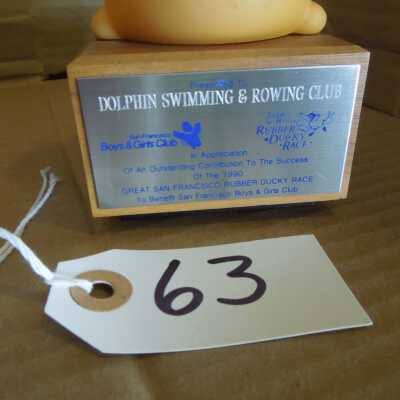 Presented To
DOLPHIN SWIMMING & ROWING CLUB
San Francisco
Boys & Girls Club
RUBBER
DUCKY
RACE
In Appreciation
Of An Outstanding Contribution To The Success
Of The 1990
GREAT SAN FRANCISCO RUBBER DUCKY RACE
To Benefit San Francisco Boys & Girls Club
63